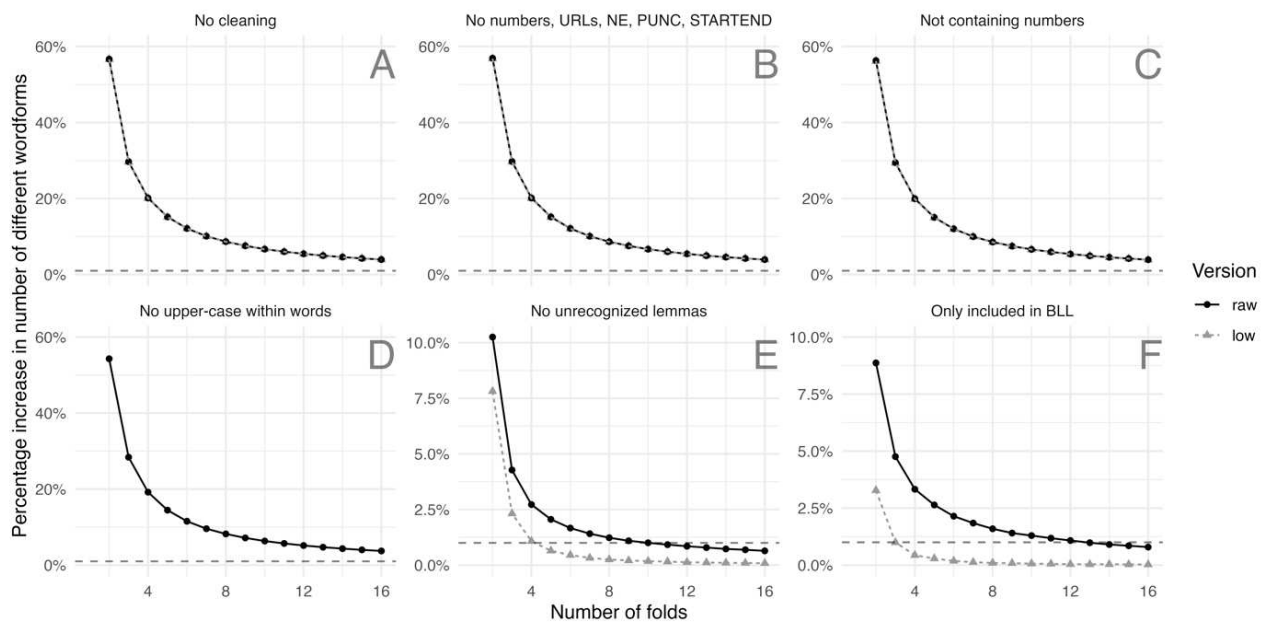 No cleaning
No numbers, URLs, NE, PUNC, STARTEND
Not containing numbers
60%
40%
20%
0%
A
60%
40%
20%
0%
B
60%
40%
20%
0%
C
Percentage increase in number of different wordforms
No upper-case within words
No unrecognized lemmas
Only included in BLL
60%
40%
20%
0%
D
10.0%
7.5%
5.0%
2.5%
0.0%
E
10.0%
7.5%
5.0%
2.5%
0.0%
F
4 8 12 16
4 8 12 16
4 8 12 16
Number of folds
Version
raw
low